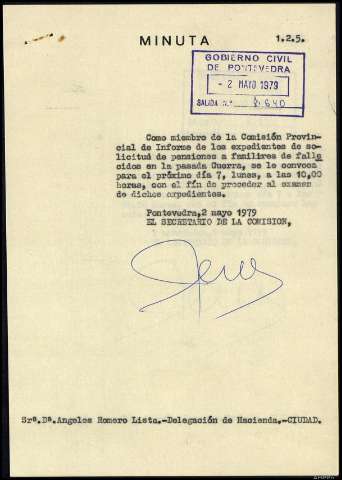 MINUTA
1.2.5.
GOBIERNO CIVIL
DE PONTEVEDRA
- 2 MAYO 1979
SALIDA N.º
Como miembro de la Comisión Provin-
cial de Informe de los expedientes de so-
licitud de pensiones a familires de falle
cidos en la pasada Guerra, se le convoca
para el próximo día 7, lunes, a las 10,00
horas, con el fín de proceder al examen
de dichos expedientes.
Pontevedra, 2 mayo 1979
EL SECRETARIO DE LA COMISION,
Srª.Dª.Angeles Romero Lista.-Delegación de Hacienda.-CIUDAD.